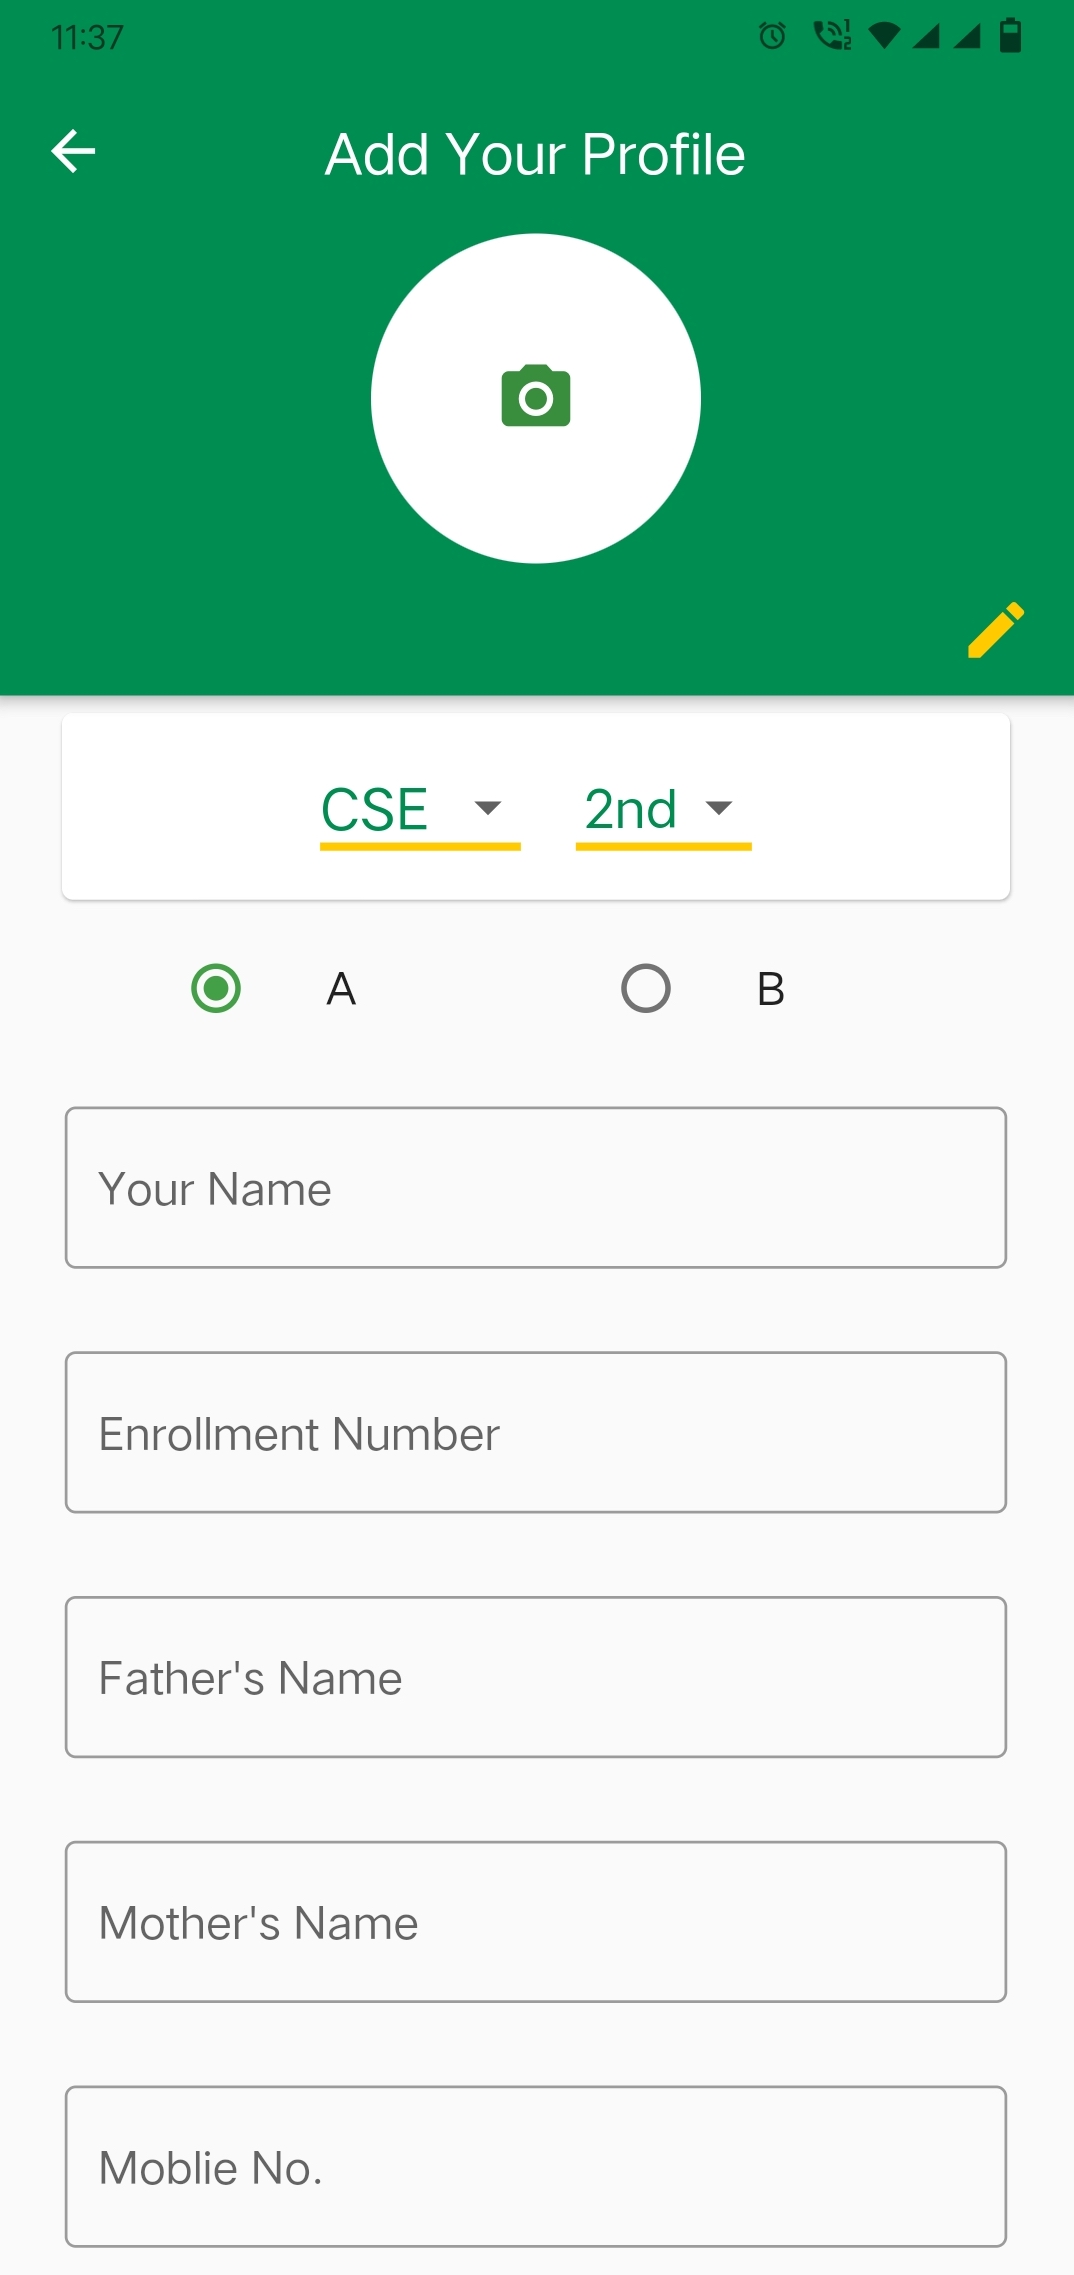 11:37
Add Your Profile
CSE 2nd
A B
Your Name
Enrollment Number
Father's Name
Mother's Name
Moblie No.